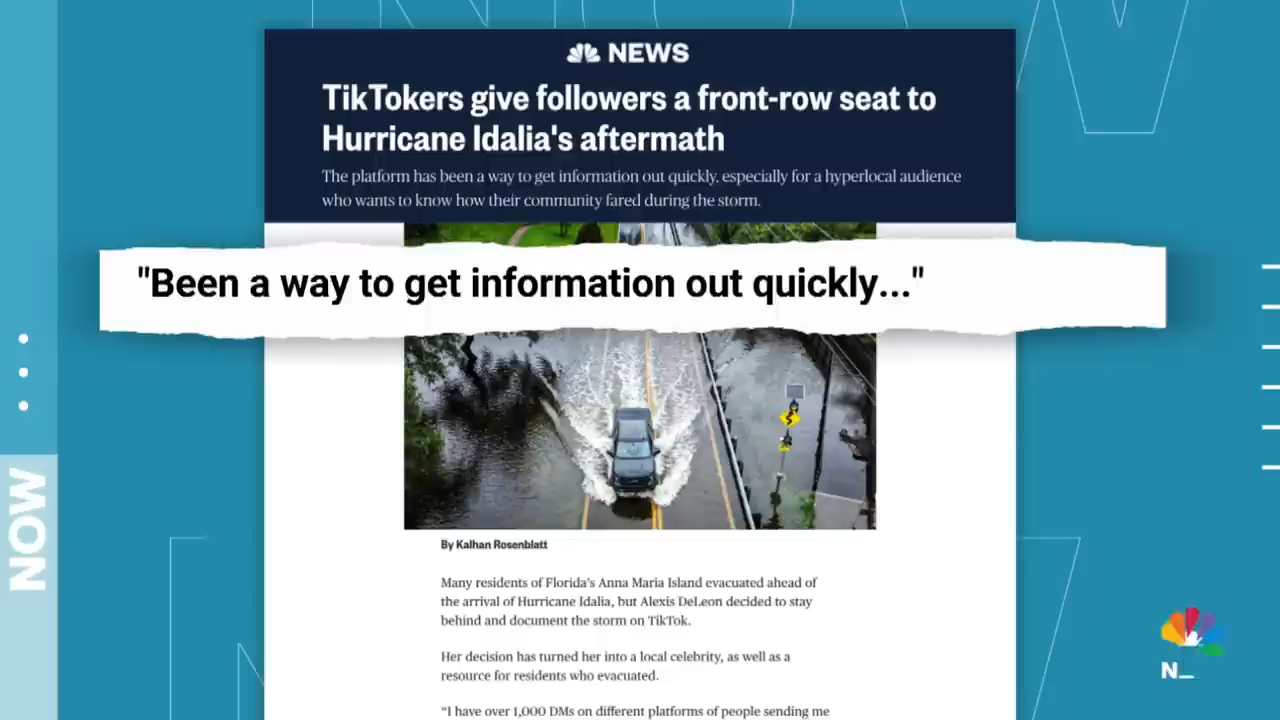 NEWS
TikTokers give followers a front-row seat to
Hurricane Idalia's aftermath
The platform has been a way to get information out quickly, especially for a hyperlocal audience
who wants to know how their community fared during the storm.
"Been a way to get information out quickly..."
By Kalhan Rosenblatt
Many residents of Florida's Anna Maria Island evacuated ahead of
the arrival of Hurricane Idalia, but Alexis DeLeon decided to stay
behind and document the storm on TikTok.
Her decision has turned her into a local celebrity, as well as a
resource for residents who evacuated.
“I have over 1,000 DMs on different platforms of people sending me
NOW
N_